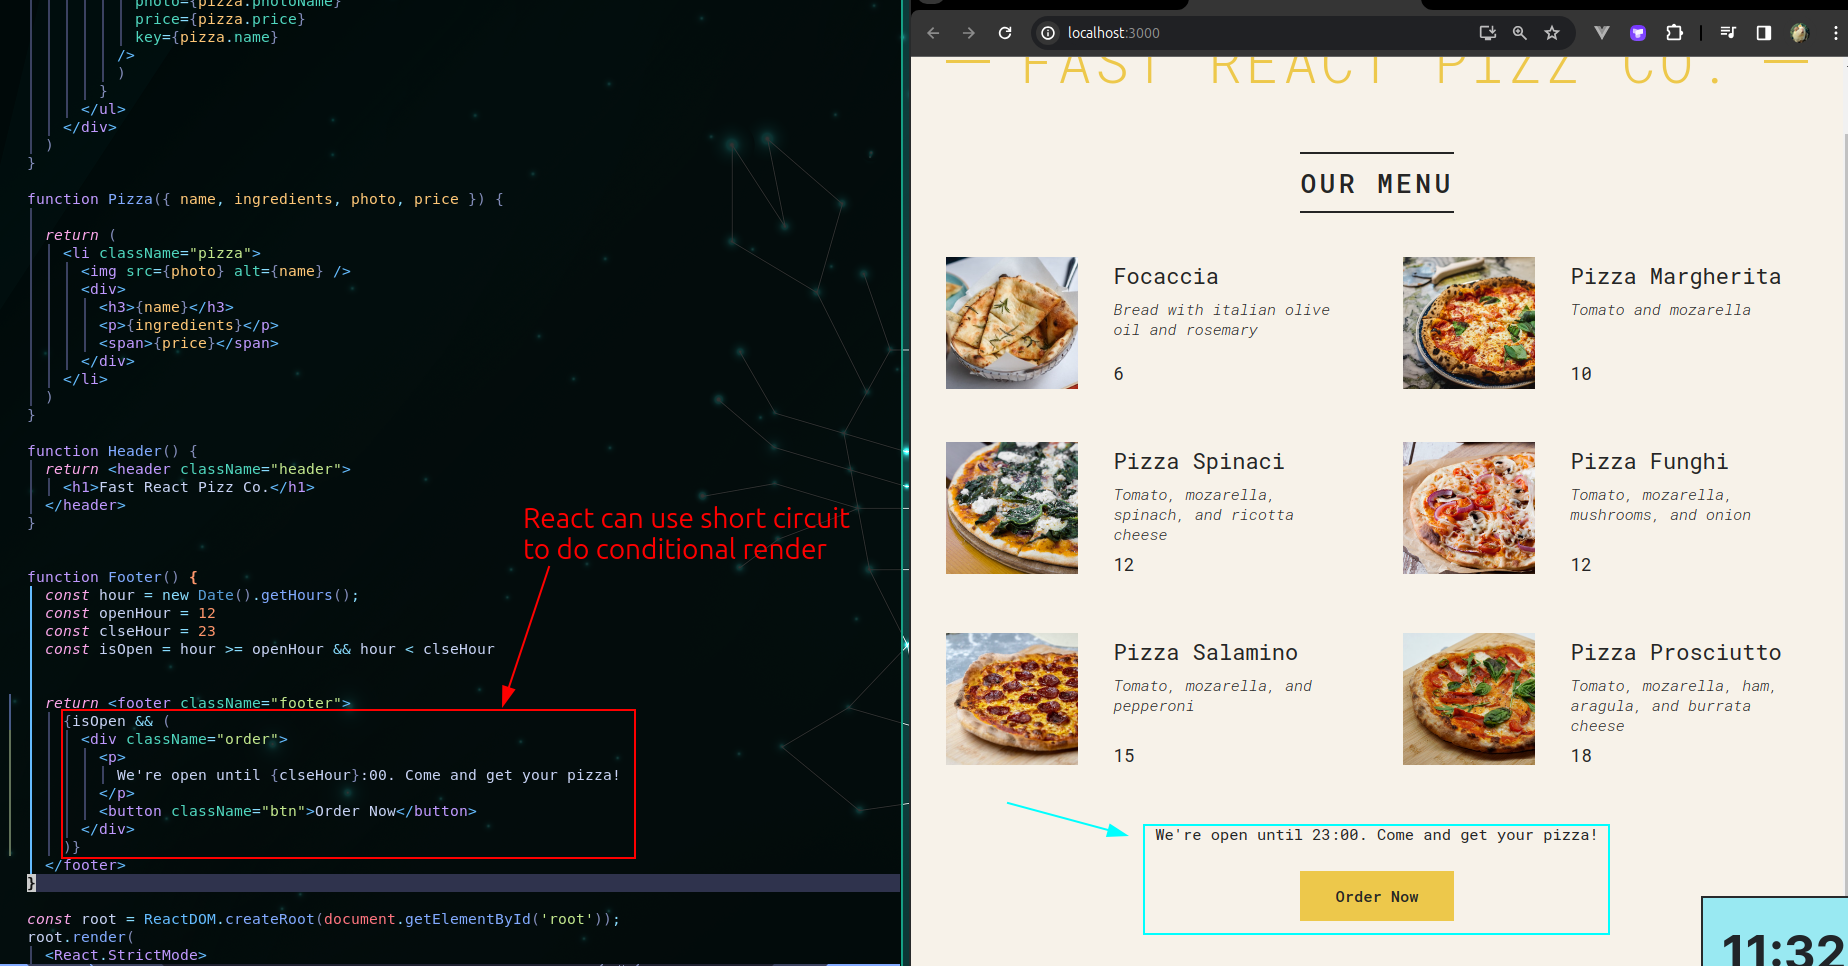 photo={pizza.photoName}
price={pizza.price}
key={pizza.name}
/>
)
}
</ul>
</div>
)
}
function Pizza({ name, ingredients, photo, price }) {
return (
<li className="pizza">
<img src={photo} alt={name} />
<div>
<h3>{name}</h3>
<p>{ingredients}</p>
<span>{price}</span>
</div>
</li>
)
}
function Header() {
return <header className="header">
<h1>Fast React Pizz Co.</h1>
</header>
}
React can use short circuit
to do conditional render
function Footer() {
const hour = new Date().getHours();
const openHour = 12
const clseHour = 23
const isOpen = hour >= openHour && hour < clseHour
return <footer className="footer">
{isOpen && (
<div className="order">
<p>
We're open until {clseHour}:00. Come and get your pizza!
</p>
<button className="btn">Order Now</button>
</div>
)}
</footer>
}
const root = ReactDOM.createRoot(document.getElementById('root'));
root.render(
<React.StrictMode>
localhost:3000
FAST REACT PIZZ CO.
OUR MENU
Focaccia
Bread with italian olive
oil and rosemary
6
Pizza Margherita
Tomato and mozarella
10
Pizza Spinaci
Tomato, mozarella,
spinach, and ricotta
cheese
12
Pizza Funghi
Tomato, mozarella,
mushrooms, and onion
12
Pizza Salamino
Tomato, mozarella, and
pepperoni
15
Pizza Prosciutto
Tomato, mozarella, ham,
aragula, and burrata
cheese
18
We're open until 23:00. Come and get your pizza!
Order Now
11:32